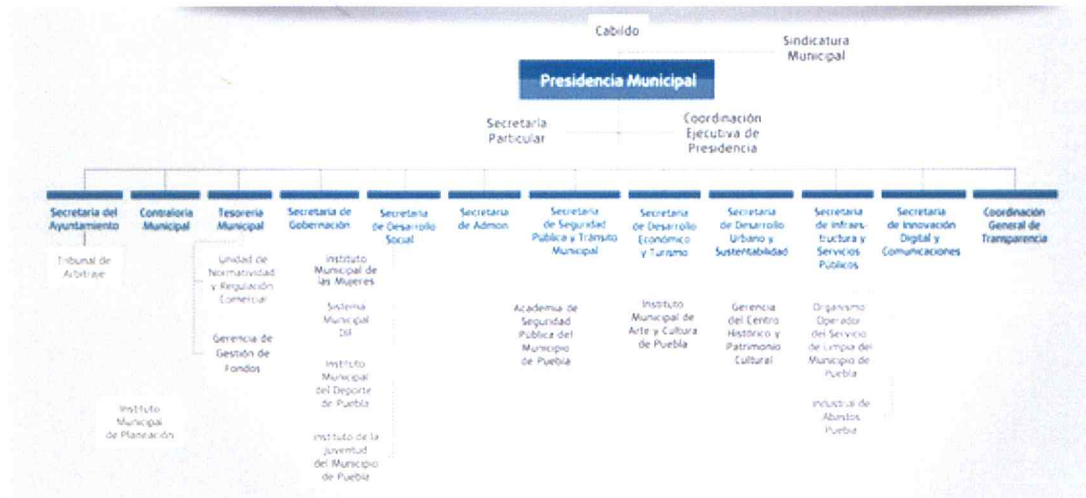 Cabildo
Sindicatura
Municipal
Presidencia Municipal
Secretaría
Particular
Coordinación
Ejecutiva de
Presidencia
Secretaría del
Ayuntamiento
Contraloría
Municipal
Tesorería
Municipal
Secretaría de
Gobernación
Secretaría
de Desarrollo
Social
Secretaría
de Admon
Secretaría
de Seguridad
Pública y Tránsito
Municipal
Secretaría
de Desarrollo
Económico
y Turismo
Secretaría
de Desarrollo
Urbano y
Sustentabilidad
Secretaría
de Infraes-
tructura y
Servicios
Públicos
Secretaría
de Innovación
Digital y
Comunicaciones
Coordinación
General de
Transparencia
Tribunal de
Arbitraje
Unidad de
Normatividad
y Regulación
Comercial
Gerencia de
Gestión de
Fondos
Instituto
Municipal
de Planeación
Instituto
Municipal de
las Mujeres
Sistema
Municipal
DIF
Instituto
Municipal
del Deporte
de Puebla
Instituto de la
Juventud
del Municipio
de Puebla
Academia de
Seguridad
Pública del
Municipio
de Puebla
Instituto
Municipal de
Arte y Cultura
de Puebla
Gerencia
del Centro
Histórico y
Patrimonio
Cultural
Organismo
Operador
del Servicio
de Limpia del
Municipio de
Puebla
Industrial de
Abastos
Puebla